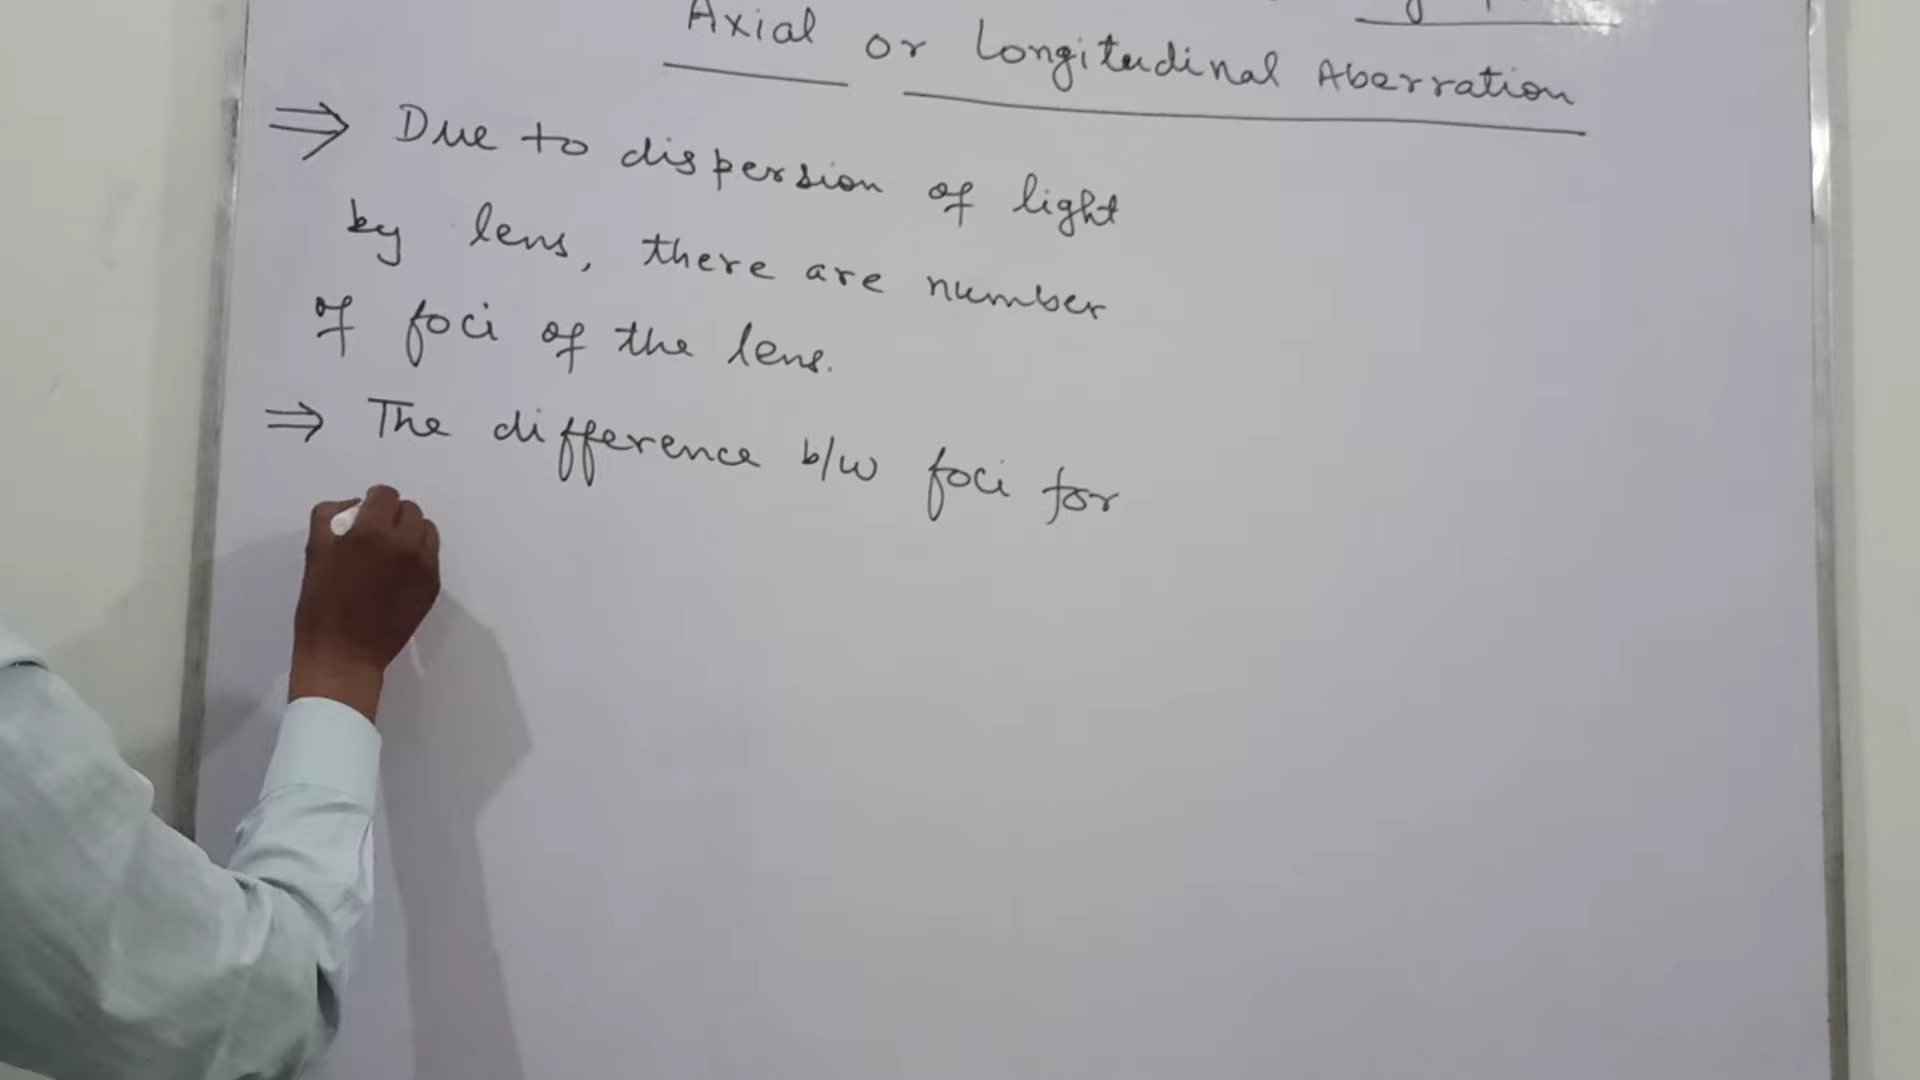 Axial or Longitudinal Aberration
⇒ Due to dispersion of light
by lens, there are number
of foci of the lens.
⇒ The difference b/w foci for